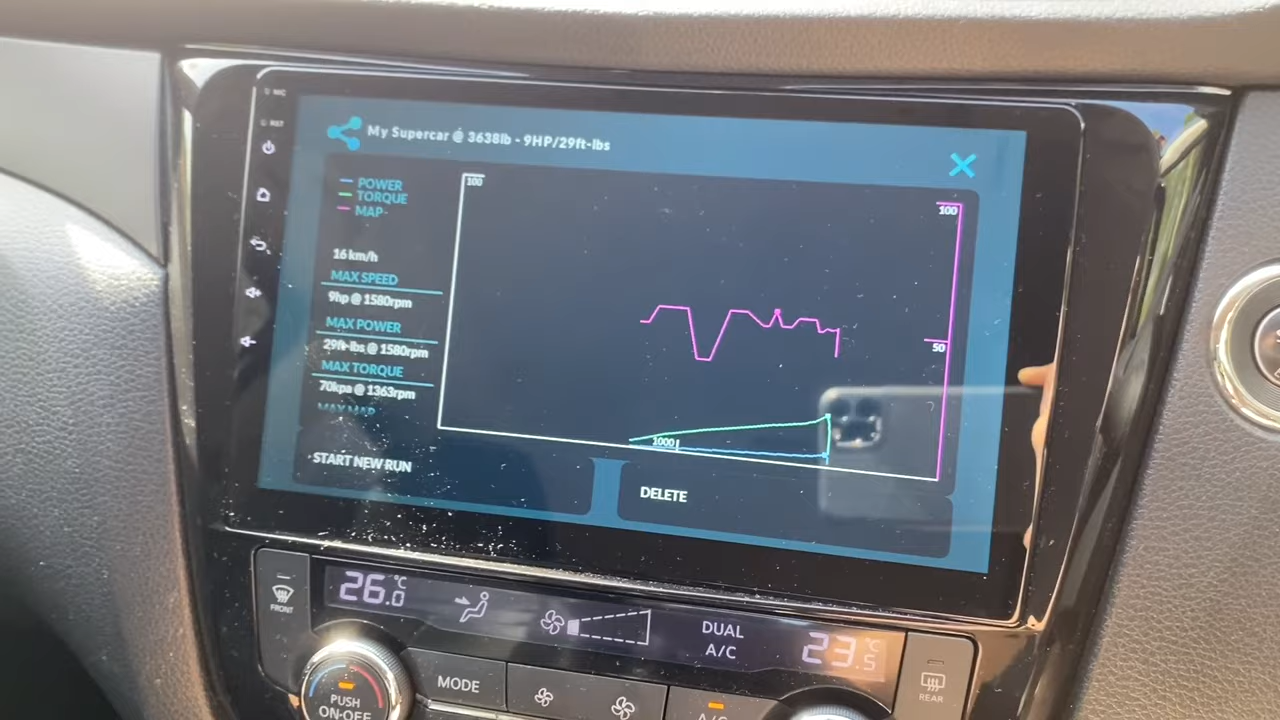 MIC
RST
My Supercar @ 3638lb - 9HP/29ft-lbs
POWER
TORQUE
MAP
16 km/h
MAX SPEED
9hp @ 1580rpm
MAX POWER
29ft-lbs @ 1580rpm
MAX TORQUE
70kpa @ 1363rpm
MAX MAP
100
100
50
1000
START NEW RUN
DELETE
FRONT
26.0 °C
DUAL
A/C
23.5 °C
REAR
PUSH
ON-OFF
MODE
A/C